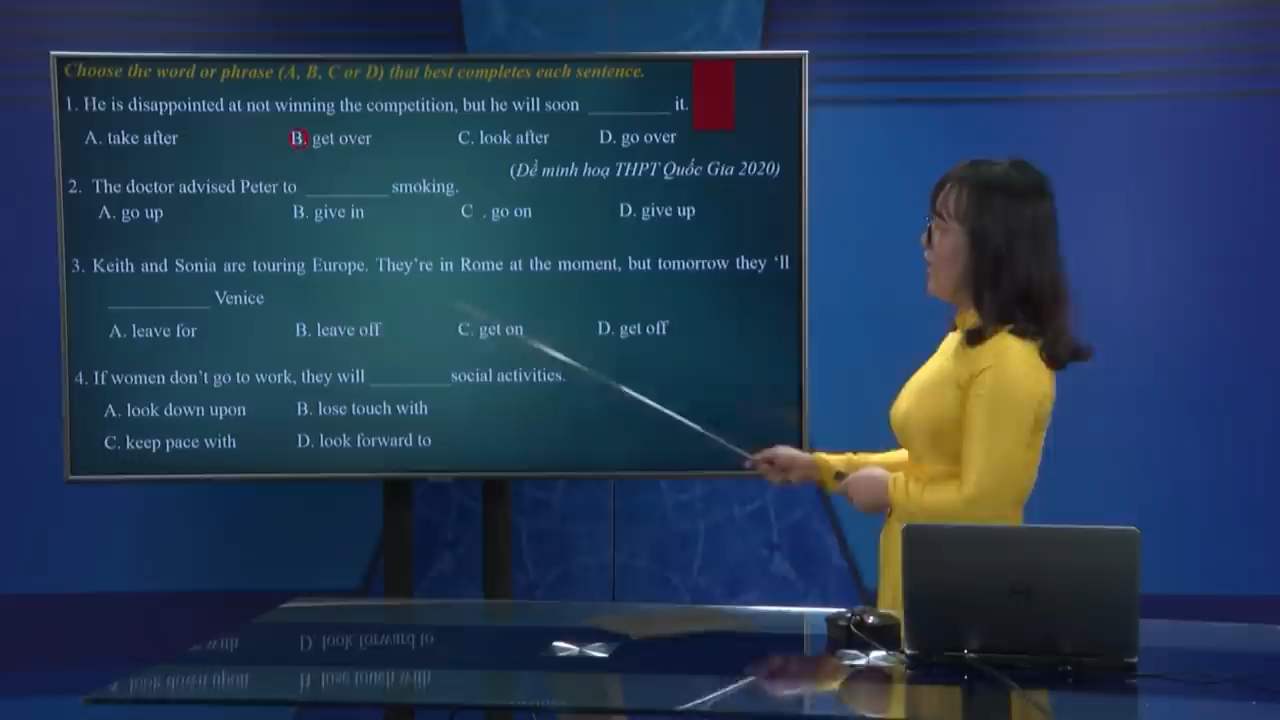 Choose the word or phrase (A, B, C or D) that best completes each sentence.
1. He is disappointed at not winning the competition, but he will soon _________ it.
A. take after B. get over C. look after D. go over
(Đề minh hoạ THPT Quốc Gia 2020)
2. The doctor advised Peter to _________ smoking.
A. go up B. give in C . go on D. give up
3. Keith and Sonia are touring Europe. They’re in Rome at the moment, but tomorrow they ‘ll
___________ Venice
A. leave for B. leave off C. get on D. get off
4. If women don’t go to work, they will _________ social activities.
A. look down upon B. lose touch with
C. keep pace with D. look forward to